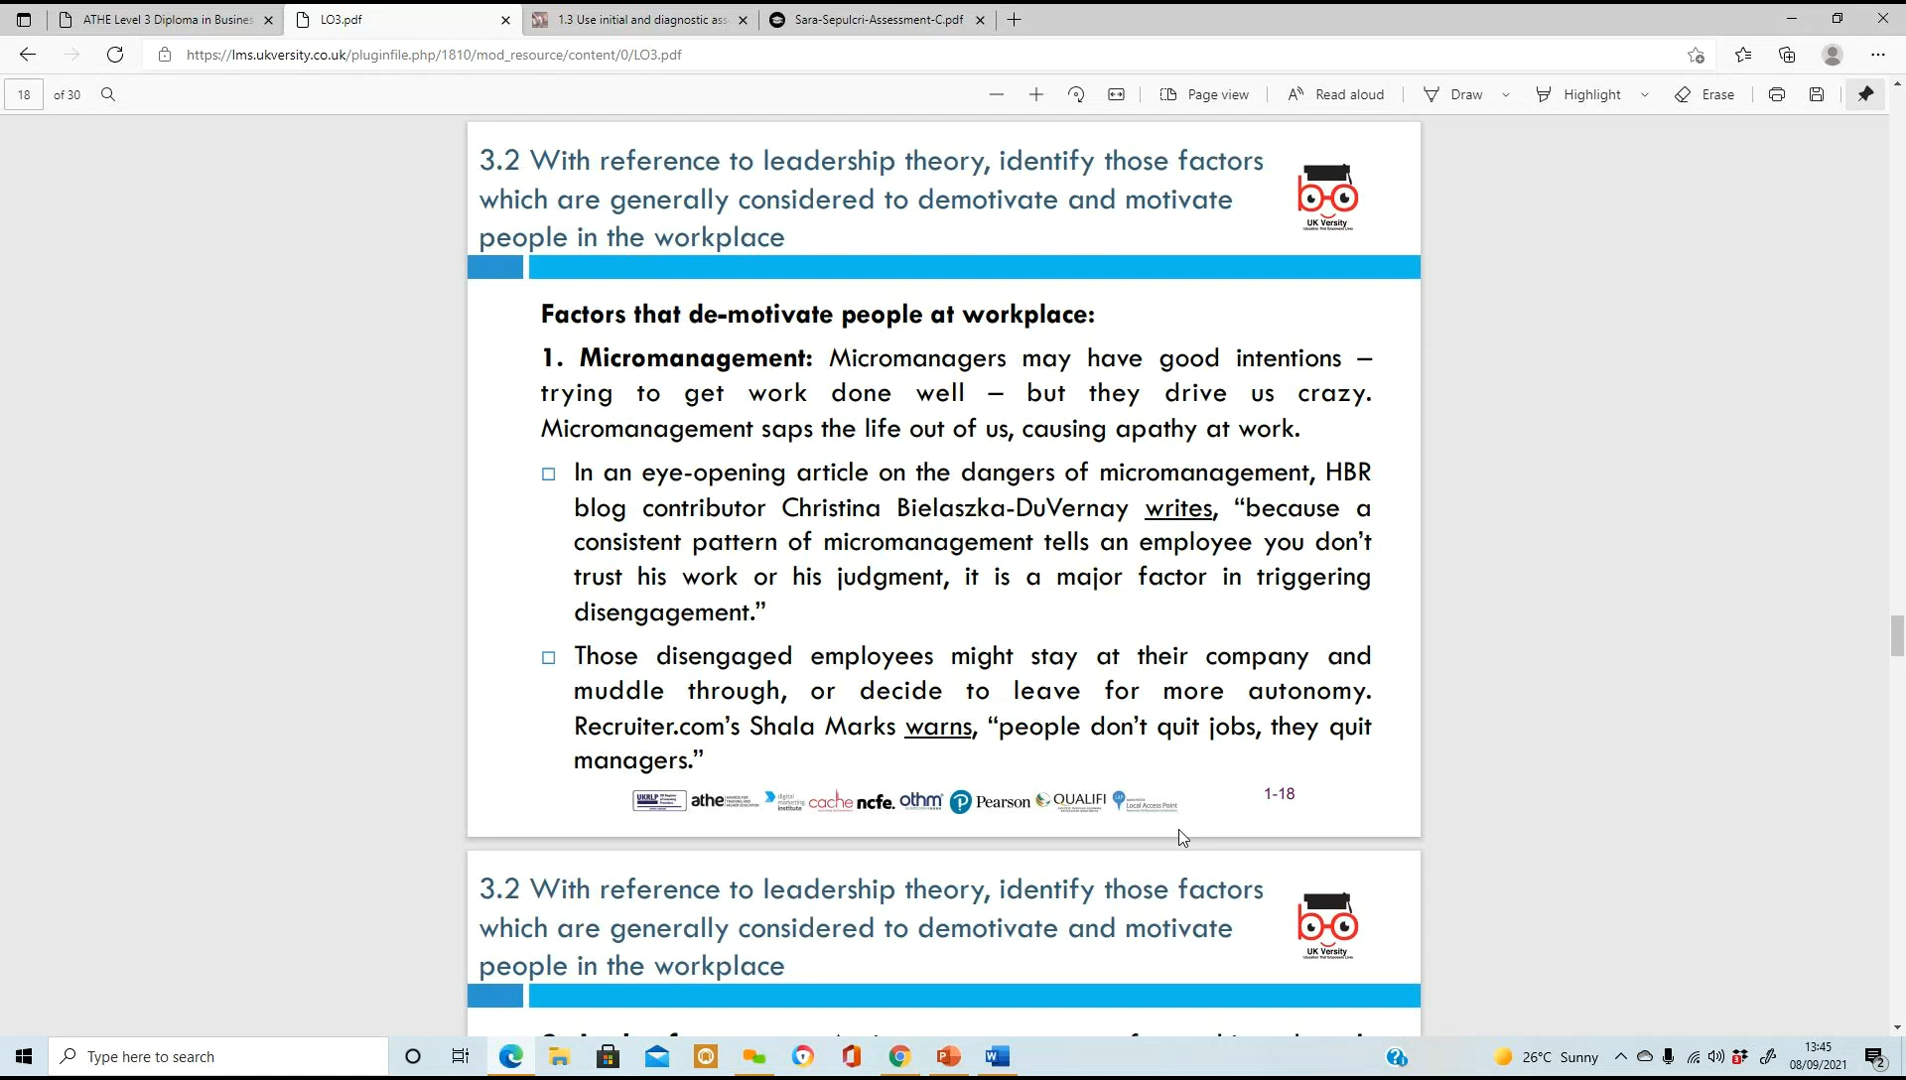 ATHE Level 3 Diploma in Busines
LO3.pdf
1.3 Use initial and diagnostic ass
Sara-Sepulcri-Assessment-C.pdf
https://lms.ukversity.co.uk/pluginfile.php/1810/mod_resource/content/0/LO3.pdf
18 of 30
Page view
Read aloud
Draw
Highlight
Erase
3.2 With reference to leadership theory, identify those factors
which are generally considered to demotivate and motivate
people in the workplace
UK Versity
Factors that de-motivate people at workplace:
1. Micromanagement: Micromanagers may have good intentions –
trying to get work done well – but they drive us crazy.
Micromanagement saps the life out of us, causing apathy at work.
In an eye-opening article on the dangers of micromanagement, HBR
blog contributor Christina Bielaszka-DuVernay writes, “because a
consistent pattern of micromanagement tells an employee you don’t
trust his work or his judgment, it is a major factor in triggering
disengagement.”
Those disengaged employees might stay at their company and
muddle through, or decide to leave for more autonomy.
Recruiter.com’s Shala Marks warns, “people don’t quit jobs, they quit
managers.”
UKRLP athe digital marketing institute cache ncfe. othm Pearson QUALIFI Local Access Point
1-18
3.2 With reference to leadership theory, identify those factors
which are generally considered to demotivate and motivate
people in the workplace
UK Versity
Type here to search
26°C Sunny
13:45
08/09/2021
2